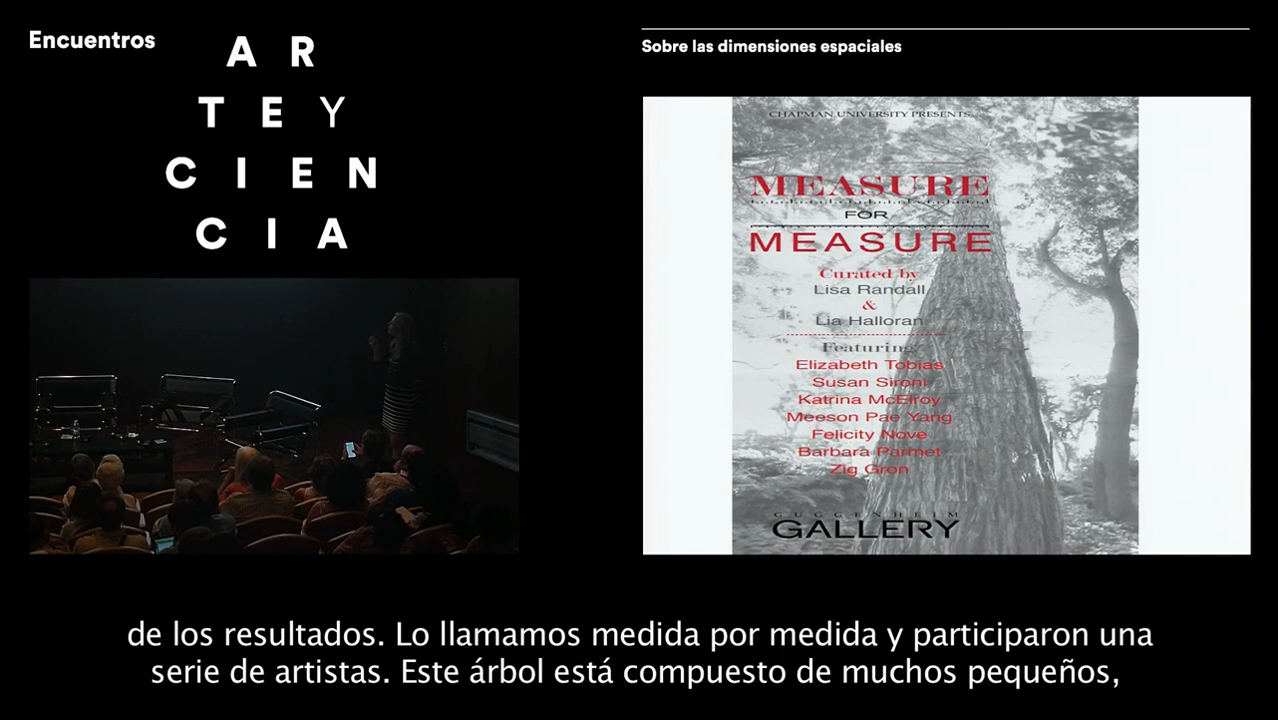 Encuentros
A R
T E Y
C I E N
C I A
Sobre las dimensiones espaciales
CHAPMAN UNIVERSITY PRESENTS...
MEASURE
FOR
MEASURE
Curated by
Lisa Randall
&
Lia Halloran
Featuring
Elizabeth Tobias
Susan Sironi
Katrina McElroy
Meeson Pae Yang
Felicity Nove
Barbara Parmet
Zig Gron
GUGGENHEIM
GALLERY
de los resultados. Lo llamamos medida por medida y participaron una
serie de artistas. Este árbol está compuesto de muchos pequeños,